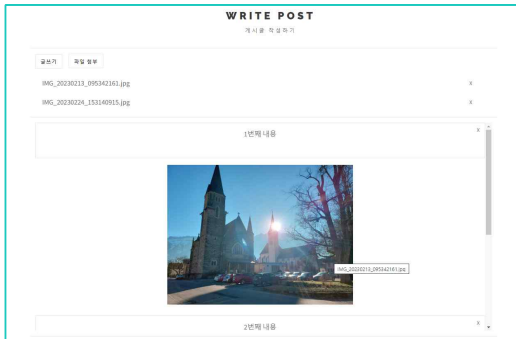 WRITE POST
게시글 작성하기
글쓰기 파일 첨부
IMG_20230213_095342161.jpg x
IMG_20230224_153140915.jpg x
1번째 내용 x
IMG_20230213_095342161.jpg
2번째 내용 x